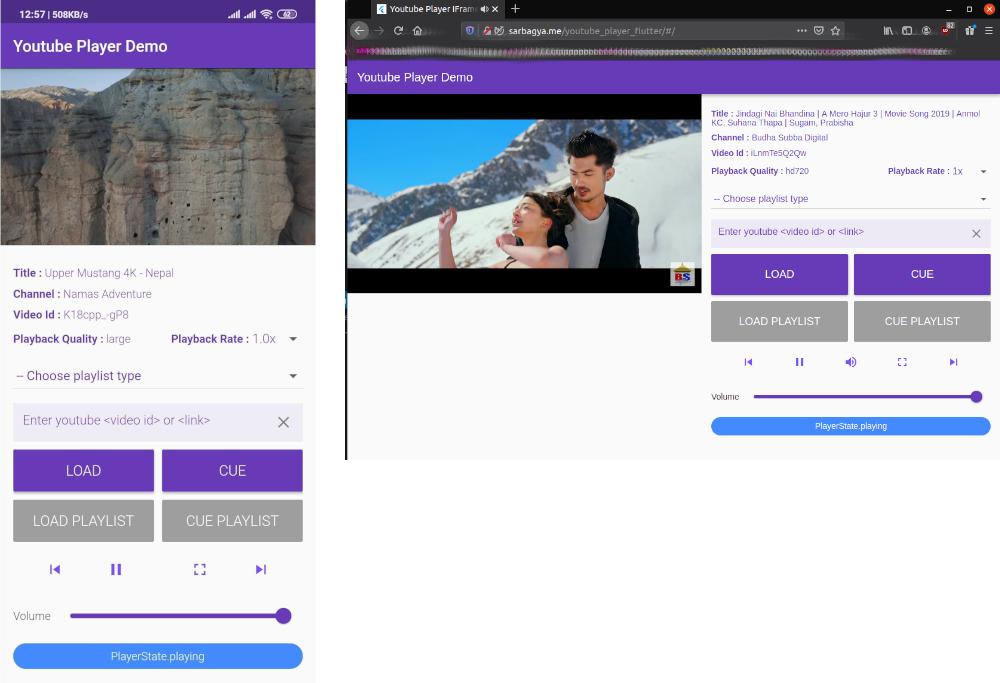 12:57 | 508KB/s
62
Youtube Player Demo
Title : Upper Mustang 4K - Nepal
Channel : Namas Adventure
Video Id : K18cpp_-gP8
Playback Quality : large
Playback Rate : 1.0x
-- Choose playlist type
Enter youtube <video id> or <link>
LOAD
CUE
LOAD PLAYLIST
CUE PLAYLIST
Volume
PlayerState.playing
Youtube Player IFram
sarbagya.me/youtube_player_flutter/#/
82
Youtube Player Demo
BS
Title : Jindagi Nai Bhandina | A Mero Hajur 3 | Movie Song 2019 | Anmol
KC, Suhana Thapa | Sugam, Prabisha
Channel : Budha Subba Digital
Video Id : iLnmTe5Q2Qw
Playback Quality : hd720
Playback Rate : 1x
-- Choose playlist type
Enter youtube <video id> or <link>
LOAD
CUE
LOAD PLAYLIST
CUE PLAYLIST
Volume
PlayerState.playing